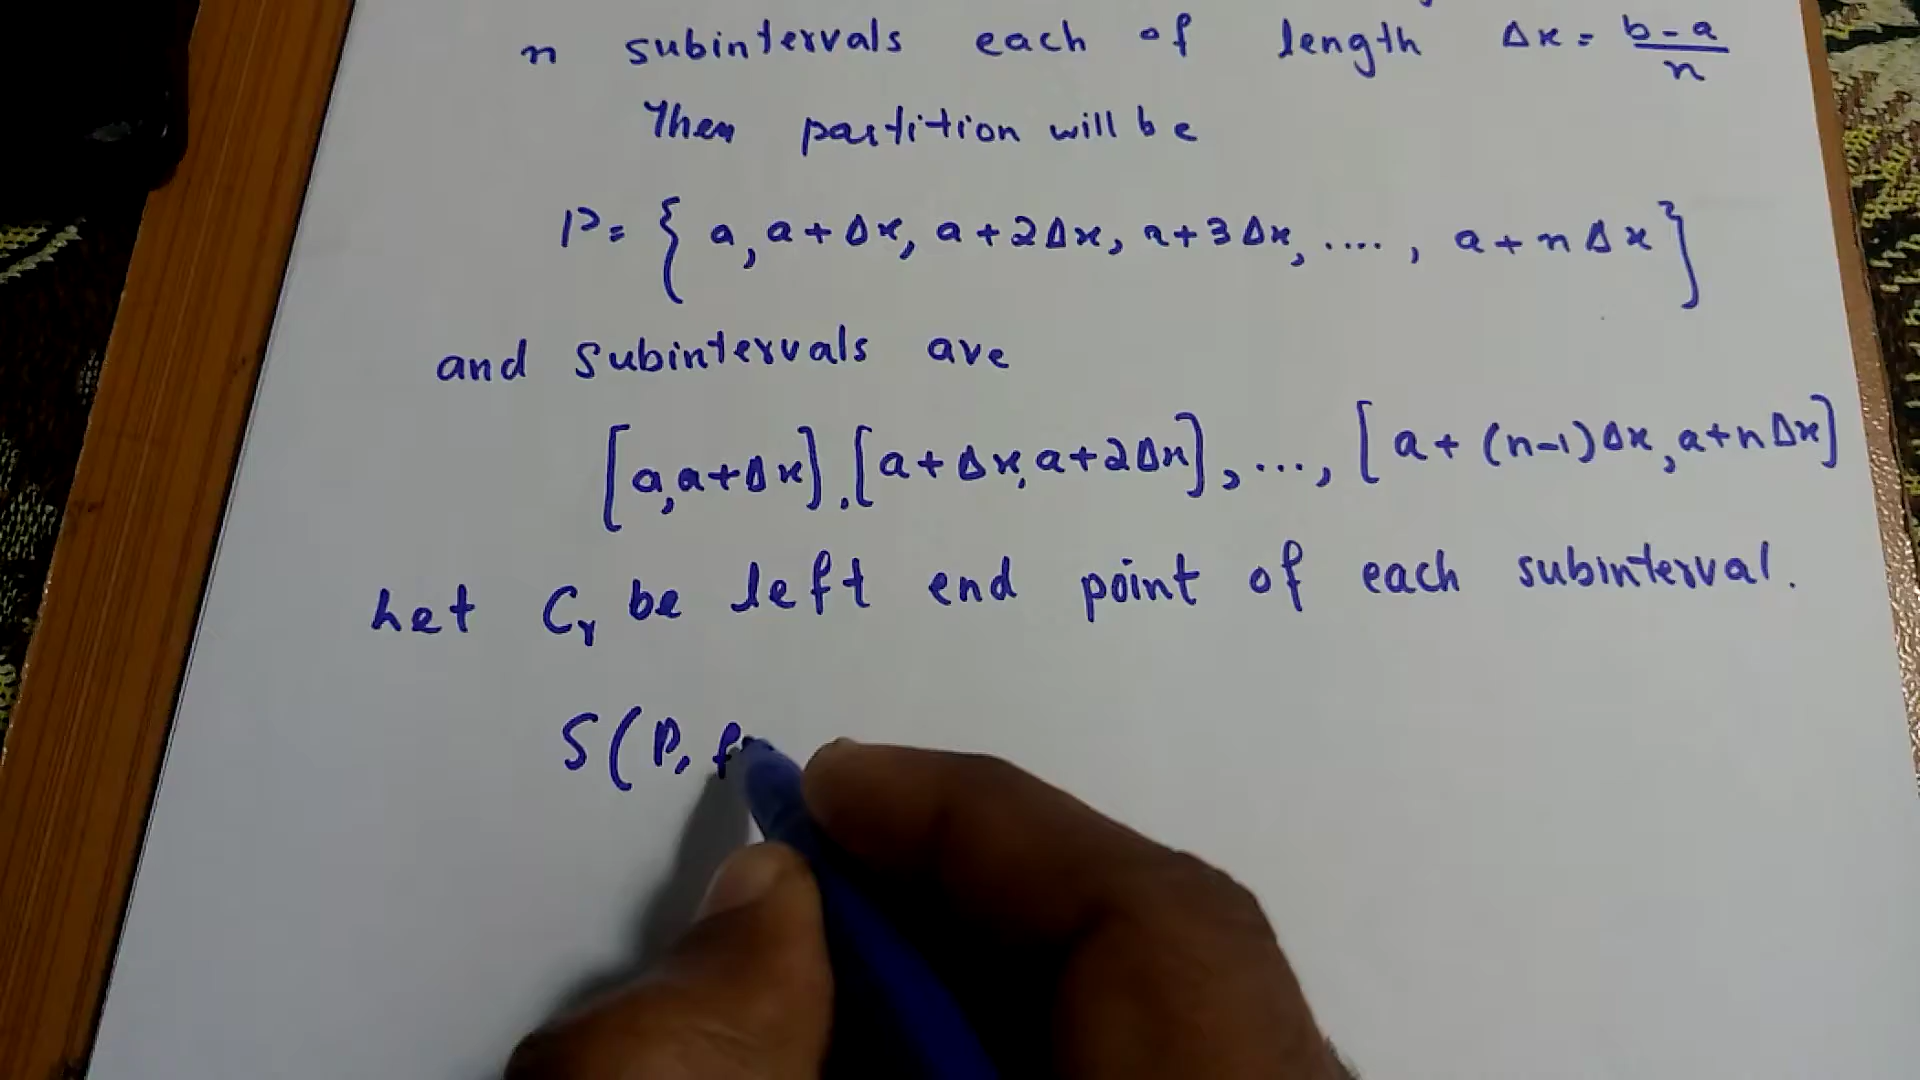 n subintervals each of length Δx = b-a/n
Then partition will be
P = { a, a+Δx, a+2Δx, a+3Δx, ...., a+nΔx }
and subintervals are
[a,a+Δx],[a+Δx,a+2Δx],...,[a+(n-1)Δx,a+nΔx]
Let Cr be left end point of each subinterval.
S(P, f